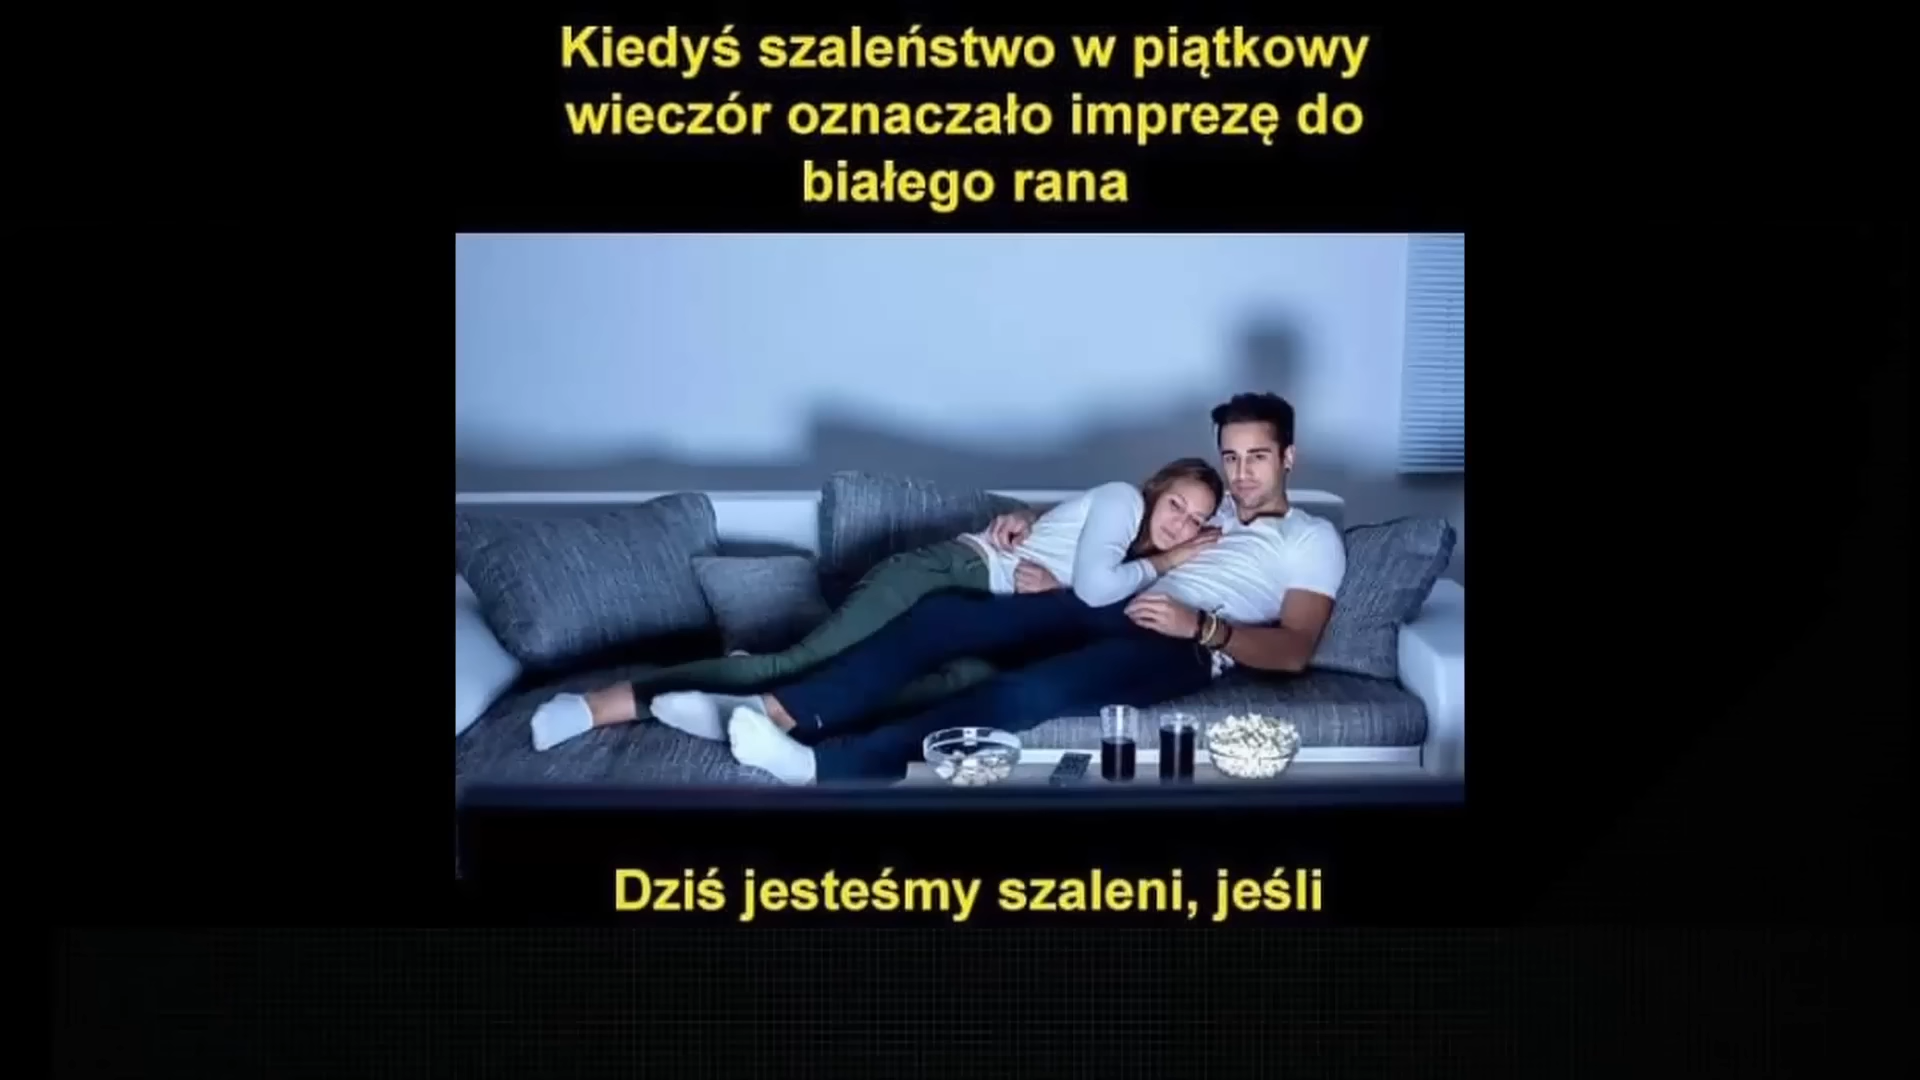 Kiedyś szaleństwo w piątkowy
wieczór oznaczało imprezę do
białego rana
Dziś jesteśmy szaleni, jeśli